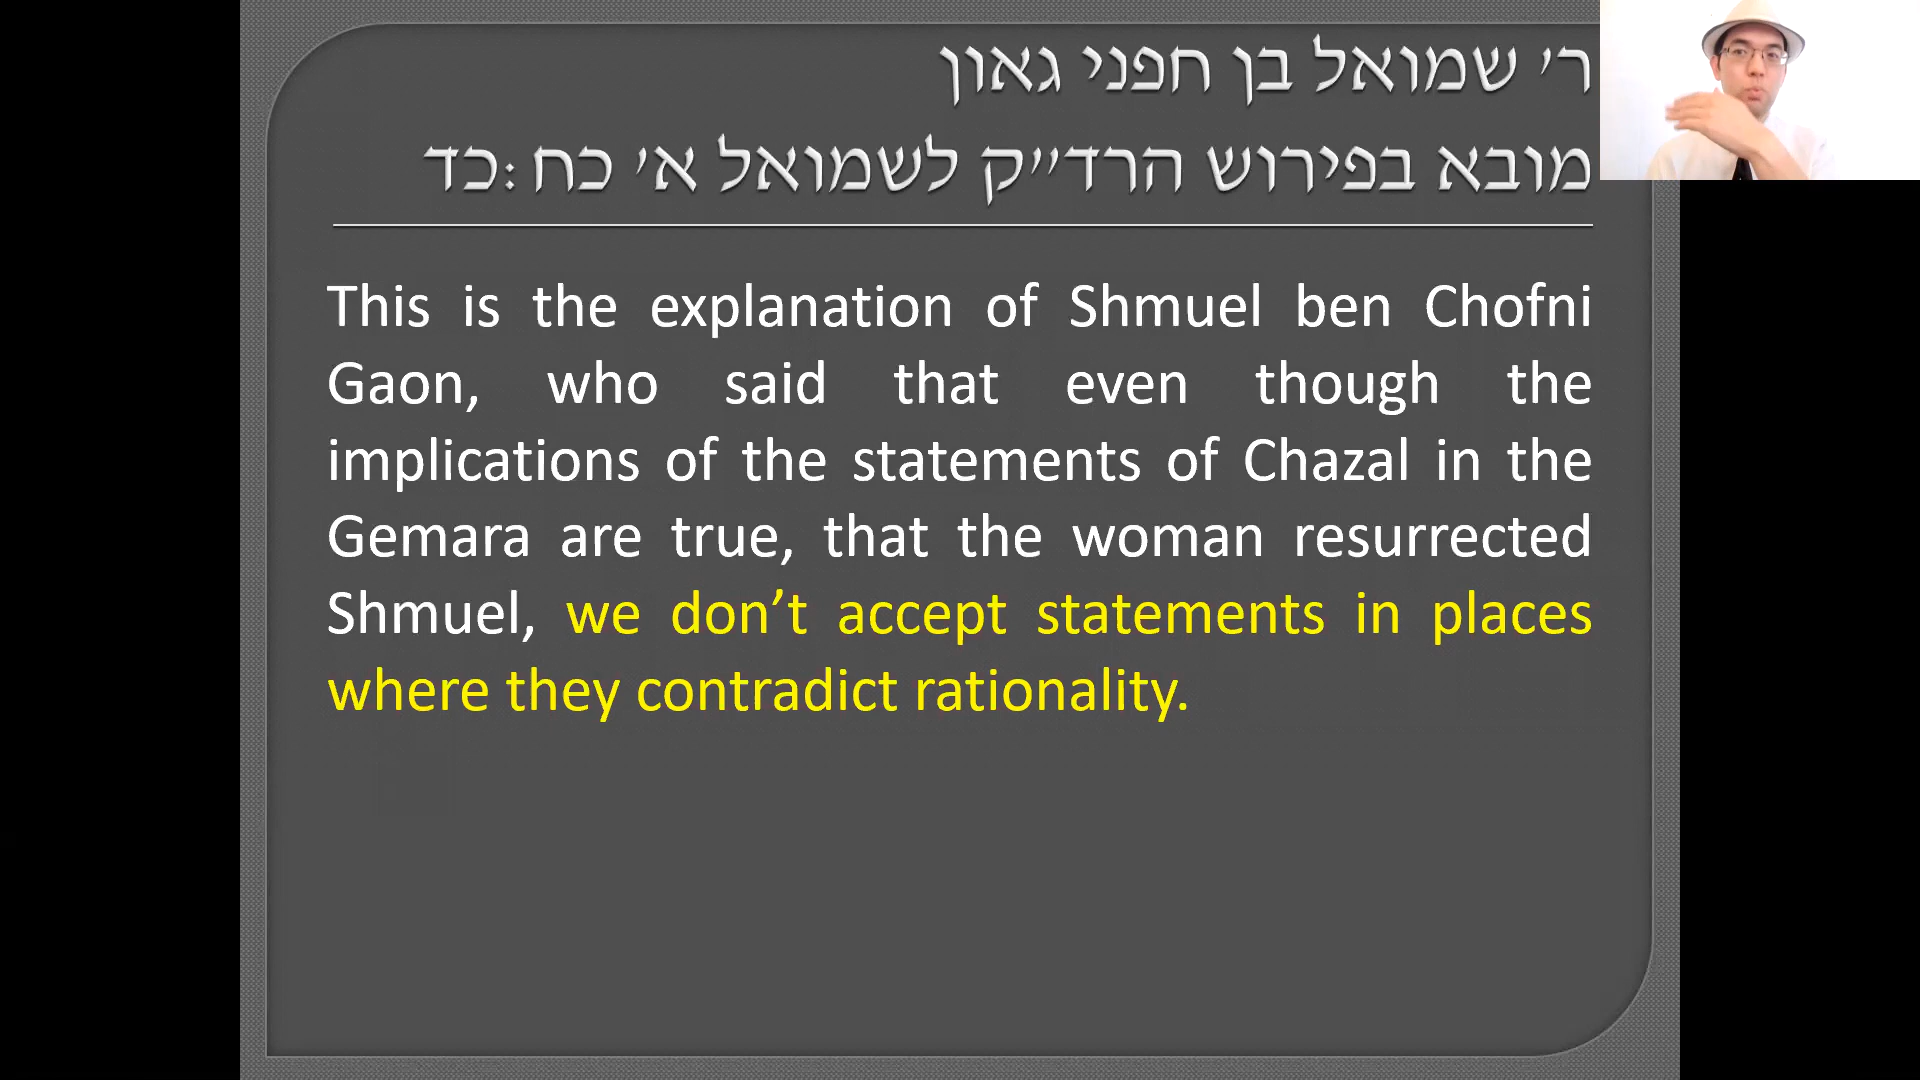 ר' שמואל בן חפני גאון
מובא בפירוש הרד''ק לשמואל א' כח:כד
This is the explanation of Shmuel ben Chofni
Gaon, who said that even though the
implications of the statements of Chazal in the
Gemara are true, that the woman resurrected
Shmuel, we don’t accept statements in places
where they contradict rationality.